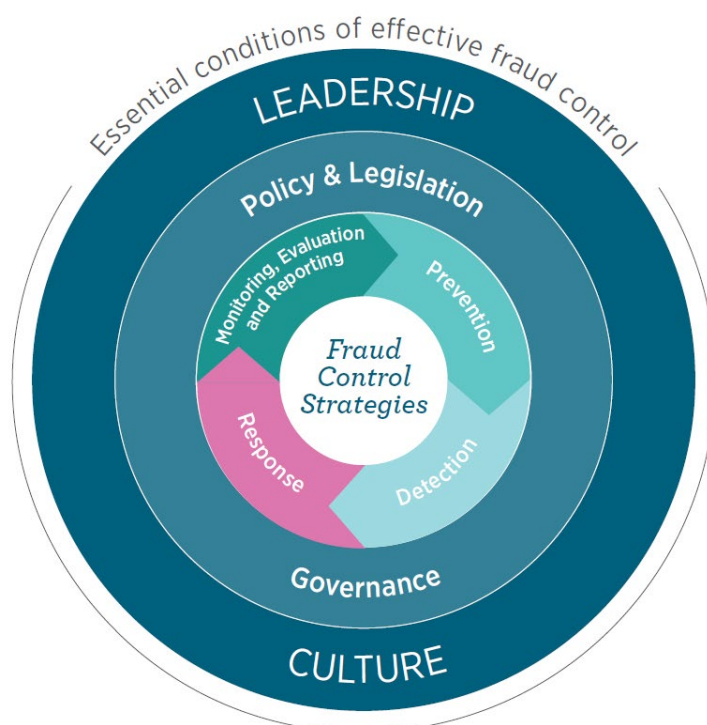 Essential conditions of effective fraud control
LEADERSHIP
Policy & Legislation
Monitoring, Evaluation
and Reporting
Prevention
Fraud
Control
Strategies
Response
Detection
Governance
CULTURE